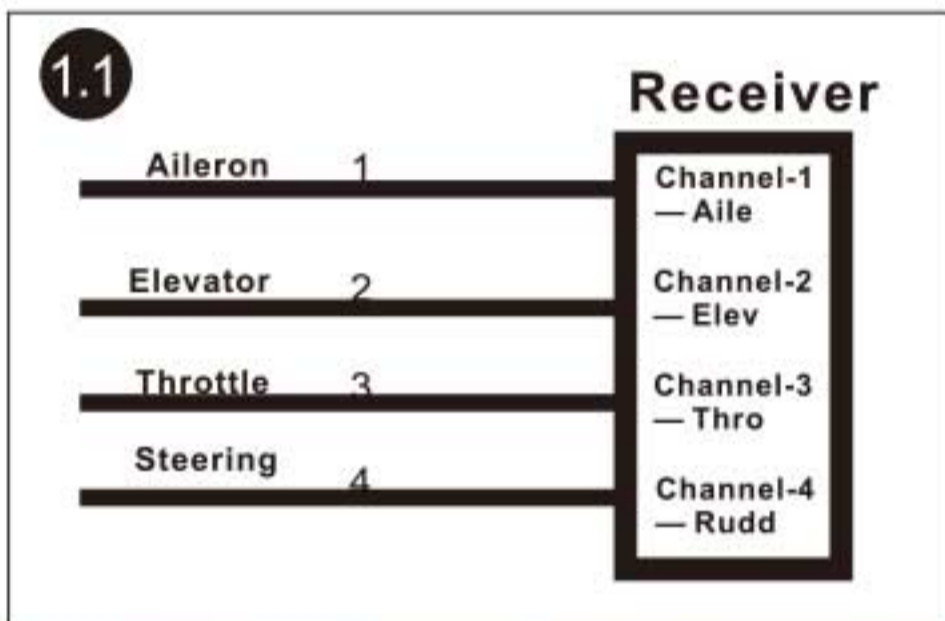 1.1
Receiver
Aileron 1
Channel-1
— Aile
Elevator 2
Channel-2
— Elev
Throttle 3
Channel-3
— Thro
Steering 4
Channel-4
— Rudd